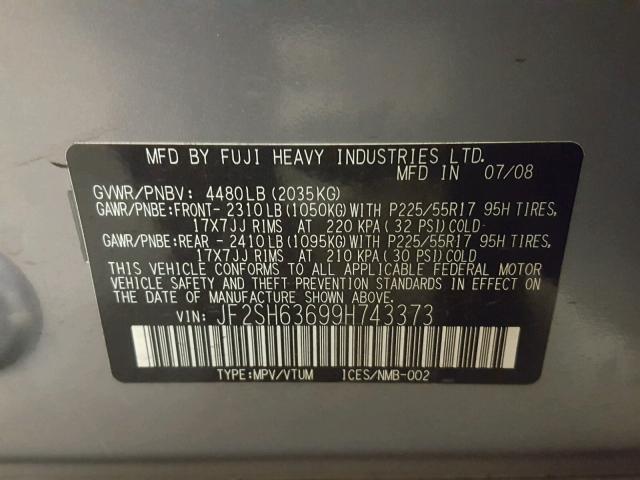 MFD BY FUJI HEAVY INDUSTRIES LTD.
MFD IN 07/08
GVWR/PNBV: 4480LB (2035KG)
GAWR/PNBE:FRONT- 2310LB(1050KG)WITH P225/55R17 95H TIRES,
17X7JJ RIMS AT 220 KPA (32 PSI)COLD
GAWR/PNBE:REAR - 2410LB(1095KG)WITH P225/55R17 95H TIRES,
17X7JJ RIMS AT 210 KPA (30 PSI)COLD
THIS VEHICLE CONFORMS TO ALL APPLICABLE FEDERAL MOTOR
VEHICLE SAFETY AND THEFT PREVENTION STANDARDS IN EFFECT
ON THE DATE OF MANUFACTURE SHOWN ABOVE.
VIN: JF2SH63699H743373
TYPE:MPV/VTUM ICES/NMB-002